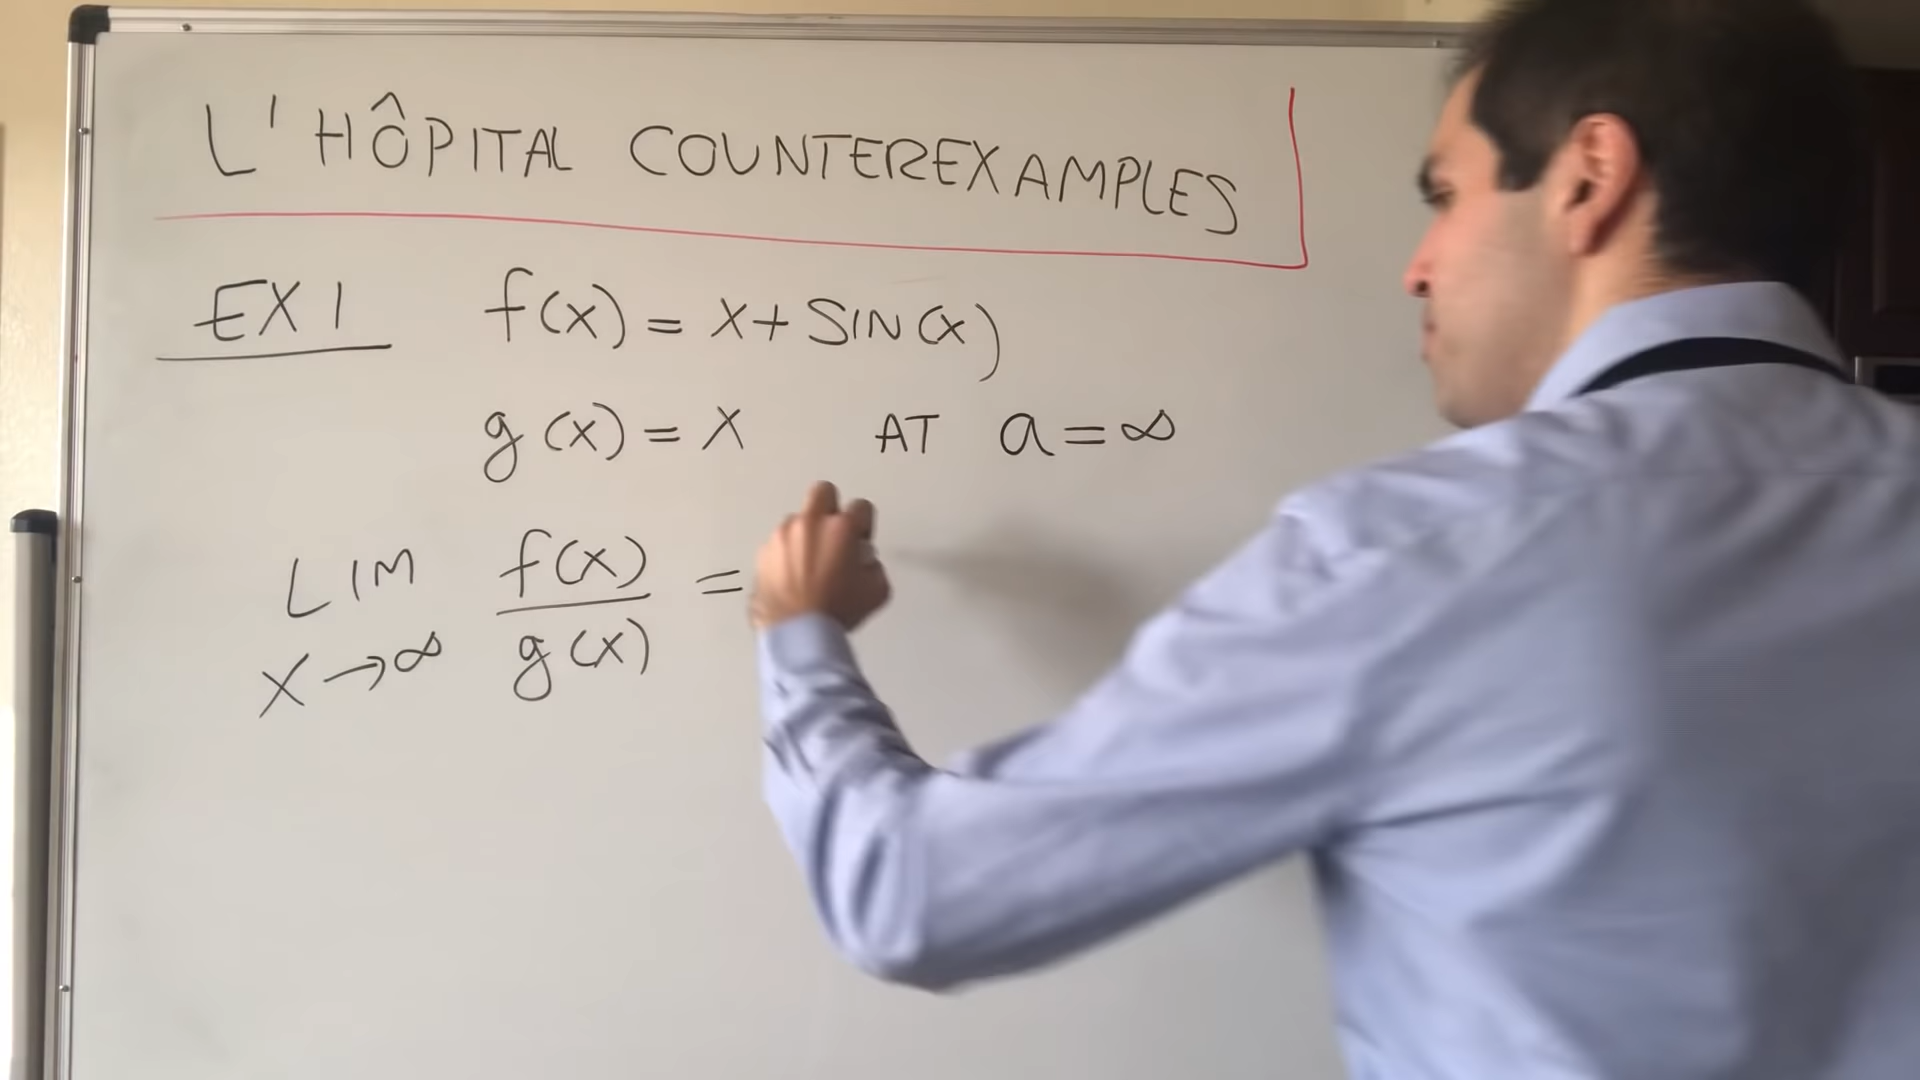 L'HÔPITAL COUNTEREXAMPLES
EX 1 f(x) = x + SIN(x)
g(x) = x AT a = ∞
LIM f(x) =
x → ∞ g(x)